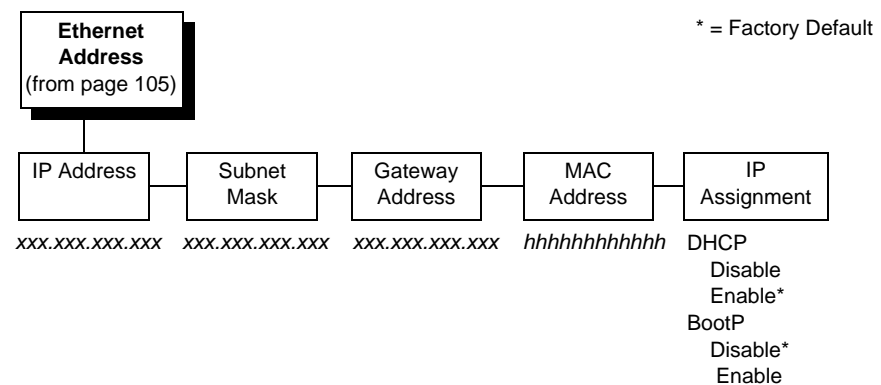 Ethernet
Address
(from page 105)
* = Factory Default
IP Address
Subnet
Mask
Gateway
Address
MAC
Address
IP
Assignment
xxx.xxx.xxx.xxx
xxx.xxx.xxx.xxx
xxx.xxx.xxx.xxx
hhhhhhhhhhhh
DHCP
Disable
Enable*
BootP
Disable*
Enable